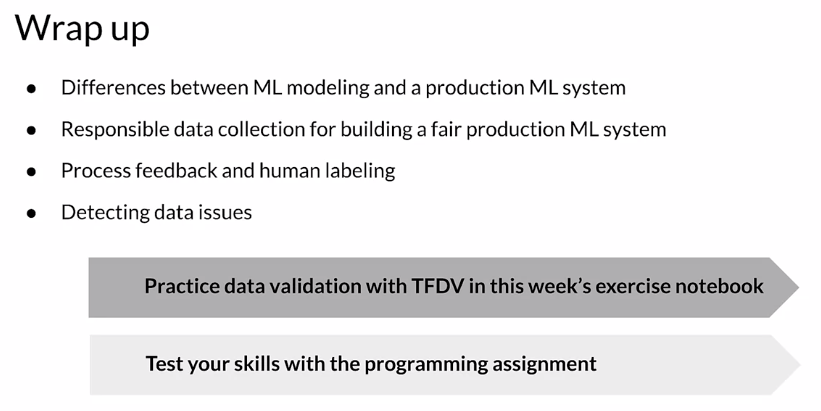 Wrap up
● Differences between ML modeling and a production ML system
● Responsible data collection for building a fair production ML system
● Process feedback and human labeling
● Detecting data issues
Practice data validation with TFDV in this week's exercise notebook
Test your skills with the programming assignment